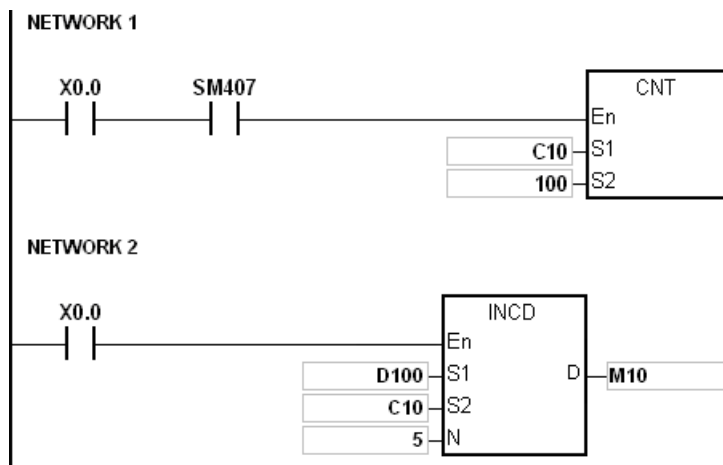 NETWORK 1
X0.0 SM407
CNT
En
C10 S1
100 S2
NETWORK 2
X0.0
INCD
En
D100 S1 D M10
C10 S2
5 N